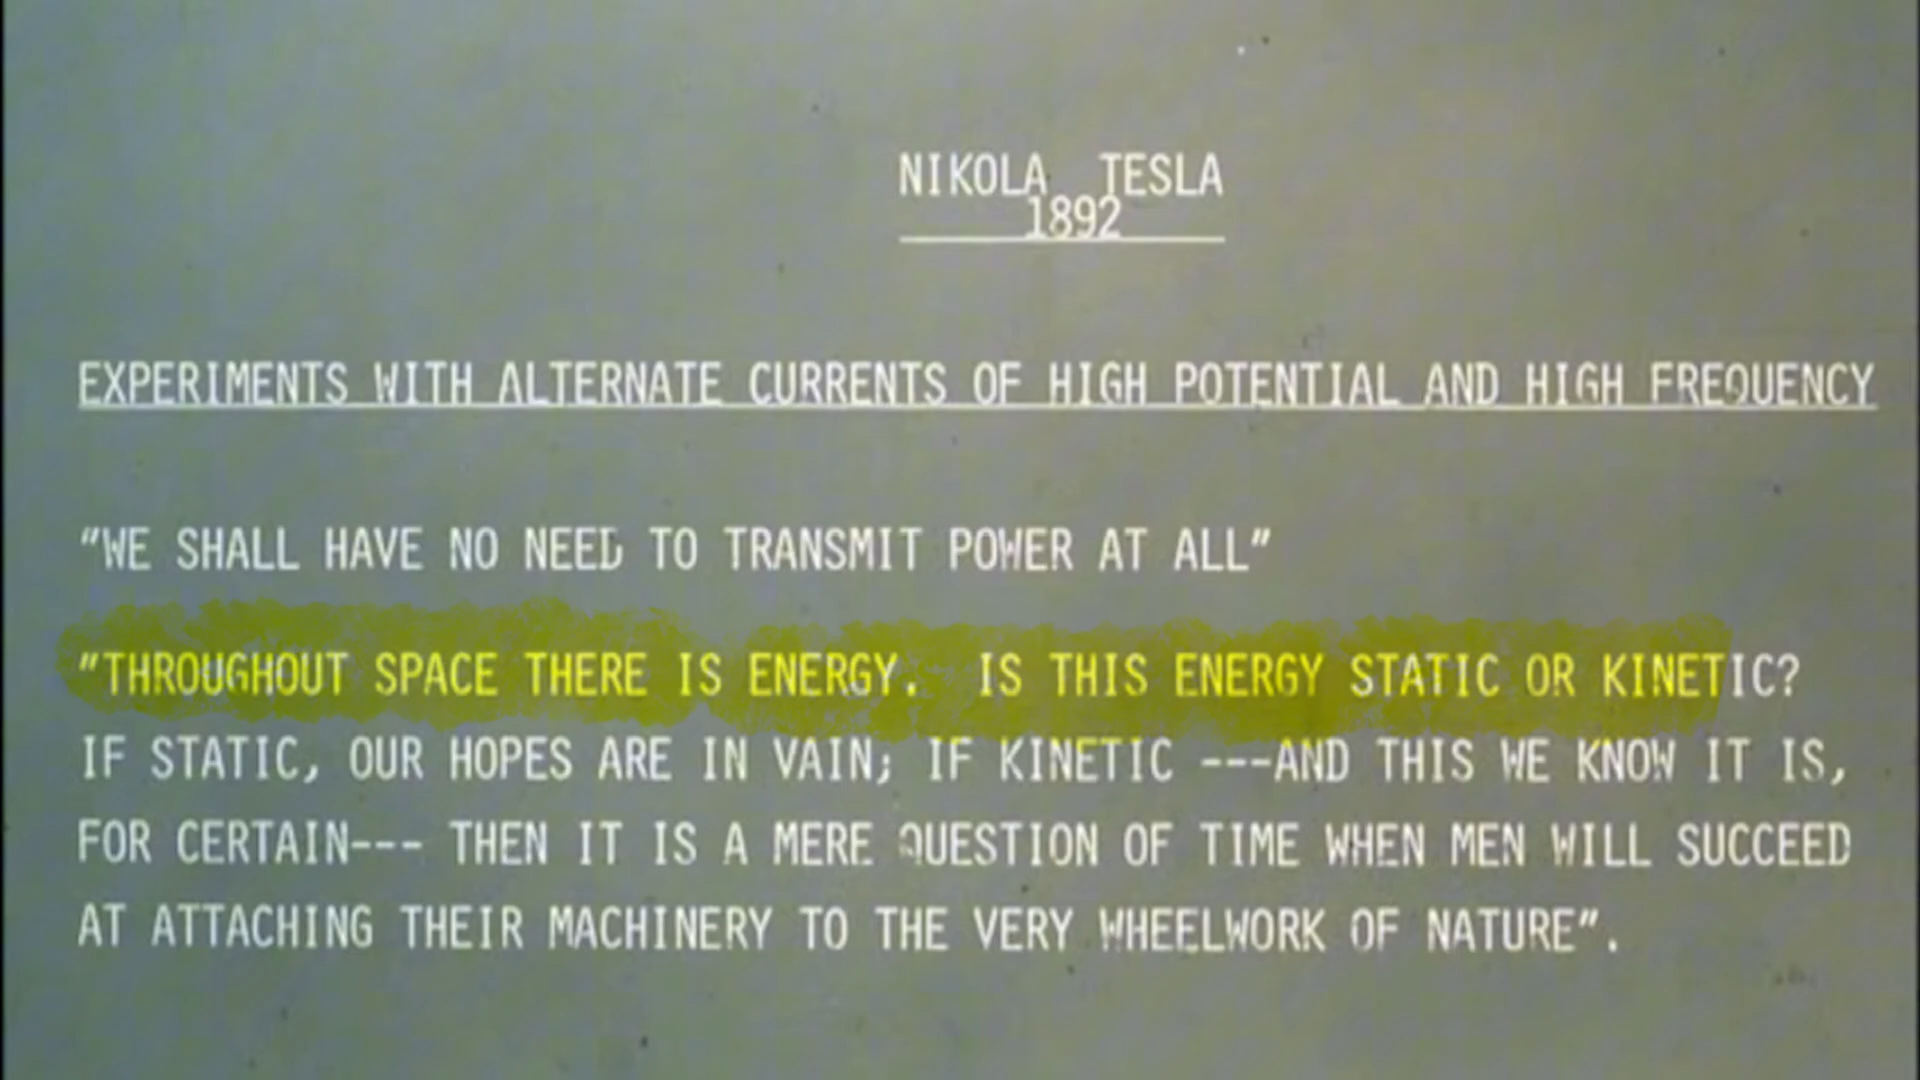 NIKOLA TESLA
1892
EXPERIMENTS WITH ALTERNATE CURRENTS OF HIGH POTENTIAL AND HIGH FREQUENCY
"WE SHALL HAVE NO NEED TO TRANSMIT POWER AT ALL"
"THROUGHOUT SPACE THERE IS ENERGY. IS THIS ENERGY STATIC OR KINETIC?
IF STATIC, OUR HOPES ARE IN VAIN; IF KINETIC ---AND THIS WE KNOW IT IS,
FOR CERTAIN--- THEN IT IS A MERE QUESTION OF TIME WHEN MEN WILL SUCCEED
AT ATTACHING THEIR MACHINERY TO THE VERY WHEELWORK OF NATURE".